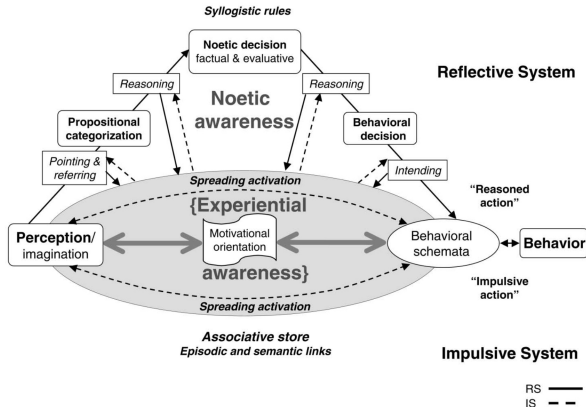 Syllogistic rules
Noetic decision
factual & evaluative
Reasoning
Reasoning
Reflective System
Noetic
awareness
Propositional
categorization
Behavioral
decision
Pointing &
referring
Intending
Spreading activation
"Reasoned
action"
{Experiential
Perception/
imagination
Motivational
orientation
Behavioral
schemata
Behavior
awareness}
"Impulsive
action"
Spreading activation
Associative store
Episodic and semantic links
Impulsive System
RS
IS